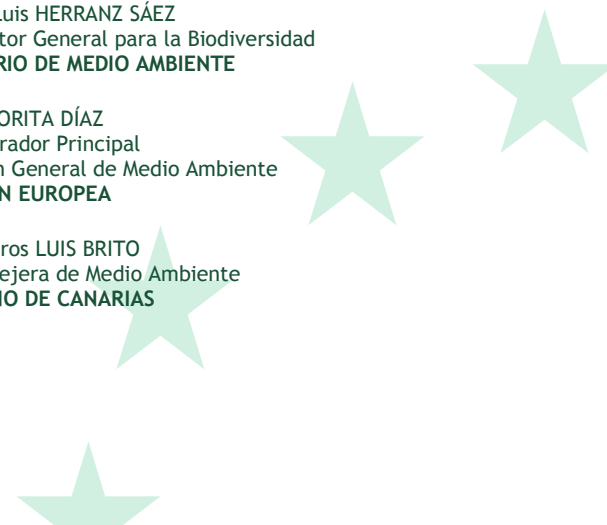 Luis HERRANZ SÁEZ
tor General para la Biodiversidad
RIO DE MEDIO AMBIENTE
ORITA DÍAZ
rador Principal
n General de Medio Ambiente
N EUROPEA
ros LUIS BRITO
ejera de Medio Ambiente
NO DE CANARIAS